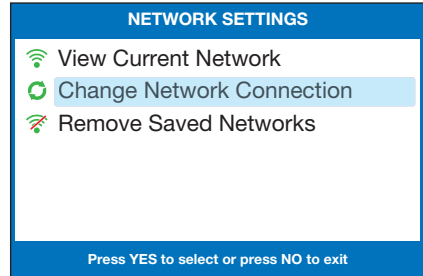 NETWORK SETTINGS
View Current Network
Change Network Connection
Remove Saved Networks
Press YES to select or press NO to exit